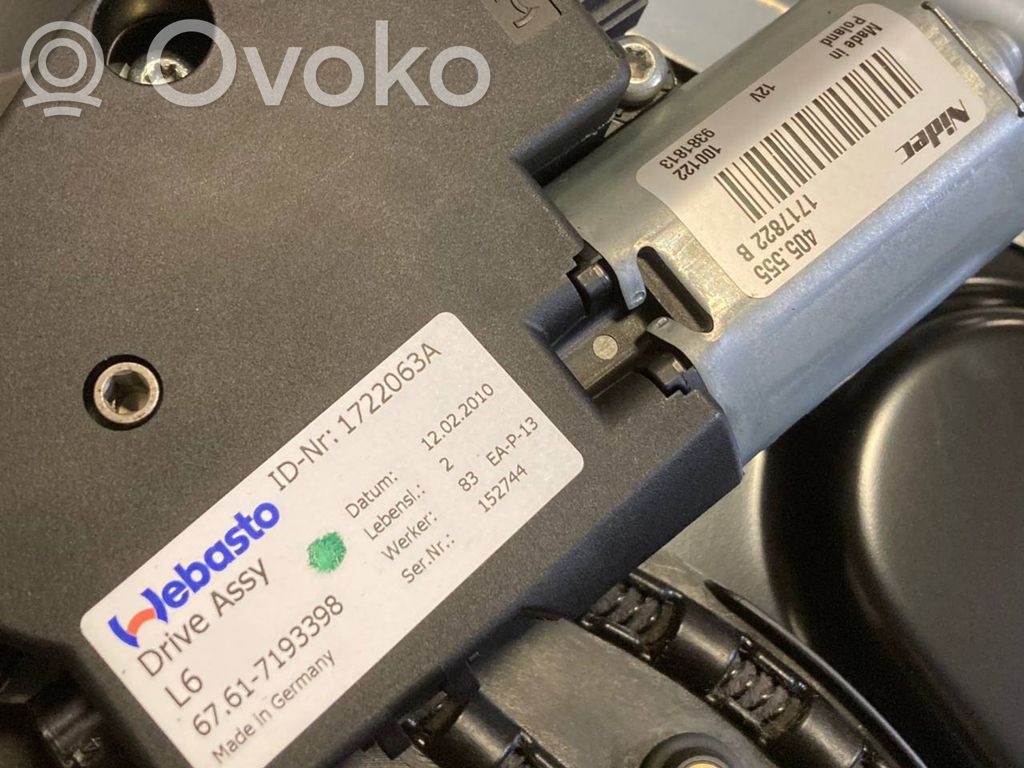 Ovoko
Nidec
Made in
Poland
12V
100122
9381813
405.555
1717822 B
Webasto
ID-Nr: 1722063A
Drive Assy
L6
67.61-7193398
Made in Germany
Datum: 12.02.2010
Lebensl.: 2
Werker: 83 EA-P-13
Ser.Nr.: 152744